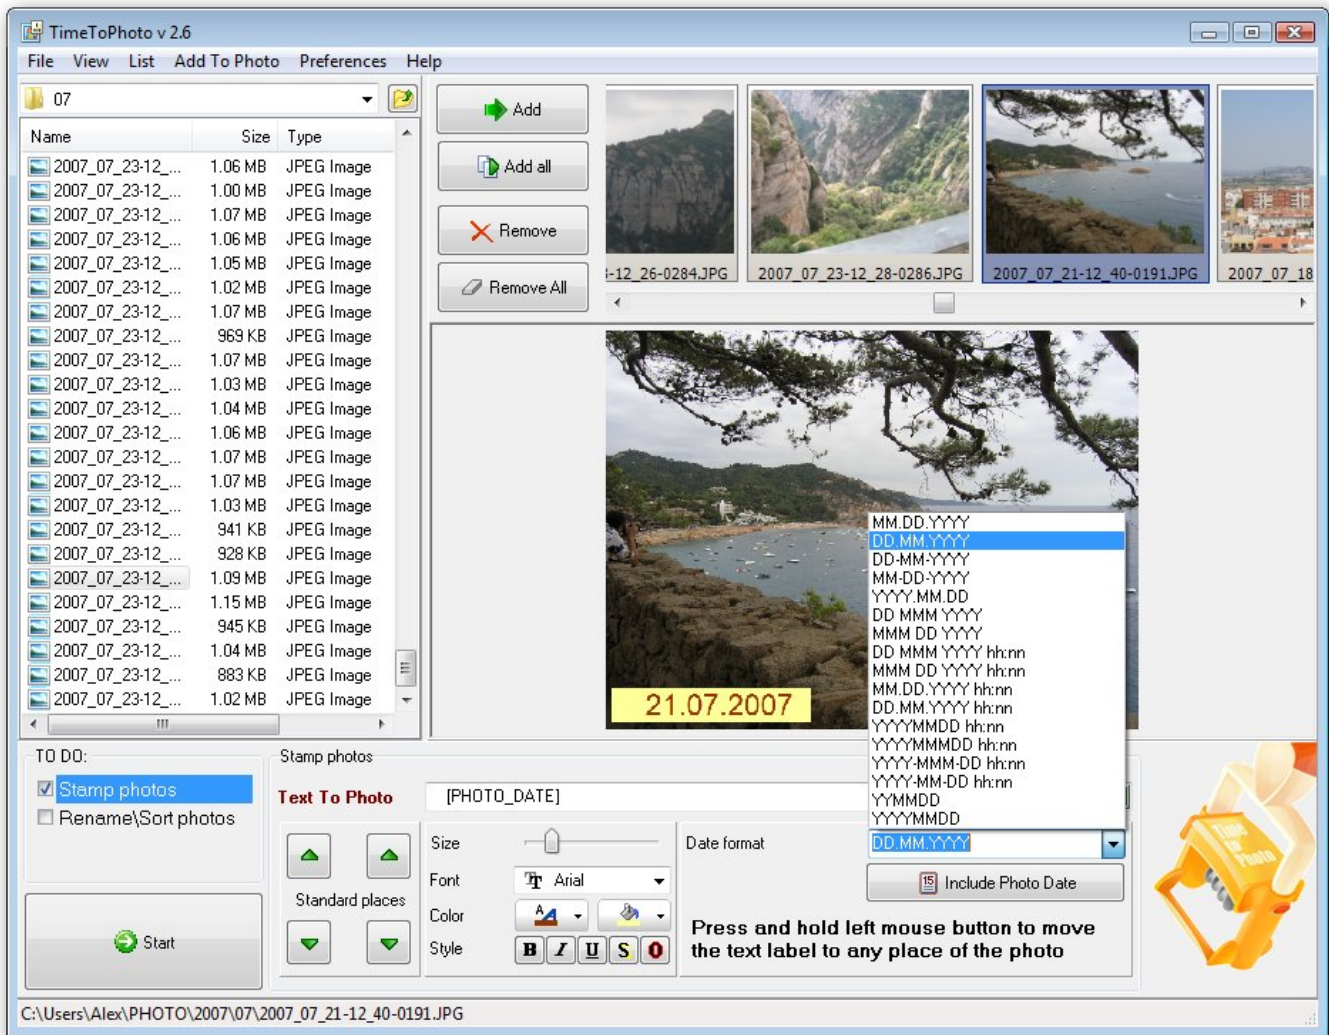 TimeToPhoto v 2.6
File View List Add To Photo Preferences Help
07
Name Size Type
2007_07_23-12_... 1.06 MB JPEG Image
2007_07_23-12_... 1.00 MB JPEG Image
2007_07_23-12_... 1.07 MB JPEG Image
2007_07_23-12_... 1.06 MB JPEG Image
2007_07_23-12_... 1.05 MB JPEG Image
2007_07_23-12_... 1.02 MB JPEG Image
2007_07_23-12_... 1.07 MB JPEG Image
2007_07_23-12_... 969 KB JPEG Image
2007_07_23-12_... 1.07 MB JPEG Image
2007_07_23-12_... 1.03 MB JPEG Image
2007_07_23-12_... 1.04 MB JPEG Image
2007_07_23-12_... 1.06 MB JPEG Image
2007_07_23-12_... 1.07 MB JPEG Image
2007_07_23-12_... 1.07 MB JPEG Image
2007_07_23-12_... 1.03 MB JPEG Image
2007_07_23-12_... 941 KB JPEG Image
2007_07_23-12_... 928 KB JPEG Image
2007_07_23-12_... 1.09 MB JPEG Image
2007_07_23-12_... 1.15 MB JPEG Image
2007_07_23-12_... 945 KB JPEG Image
2007_07_23-12_... 1.04 MB JPEG Image
2007_07_23-12_... 883 KB JPEG Image
2007_07_23-12_... 1.02 MB JPEG Image
Add
Add all
Remove
Remove All
-12_26-0284.JPG 2007_07_23-12_28-0286.JPG 2007_07_21-12_40-0191.JPG 2007_07_18
21.07.2007
MM.DD.YYYY
DD.MM.YYYY
DD-MM-YYYY
MM-DD-YYYY
YYYY.MM.DD
DD MMM YYYY
MMM DD YYYY
DD MMM YYYY hh:nn
MMM DD YYYY hh:nn
MM.DD.YYYY hh:nn
DD.MM.YYYY hh:nn
YYYYMMDD hh:nn
YYYYMMMDD hh:nn
YYYY-MMM-DD hh:nn
YYYY-MM-DD hh:nn
YYMMDD
YYYYMMDD
TO DO:
Stamp photos
Rename\Sort photos
Start
Stamp photos
Text To Photo [PHOTO_DATE]
Standard places
Size
Font Arial
Color
Style B I U S O
Date format DD.MM.YYYY
15 Include Photo Date
Press and hold left mouse button to move
the text label to any place of the photo
Time
to
Photo
C:\Users\Alex\PHOTO\2007\07\2007_07_21-12_40-0191.JPG